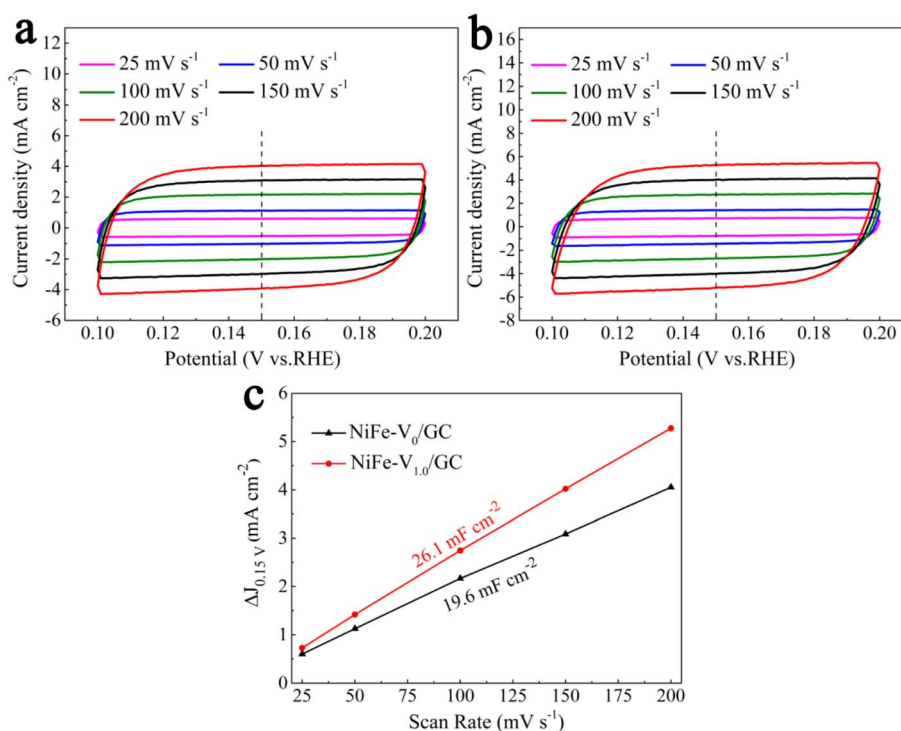 a
25 mV s⁻¹ 50 mV s⁻¹
100 mV s⁻¹ 150 mV s⁻¹
200 mV s⁻¹
Current density (mA cm⁻²)
12
10
8
6
4
2
0
-2
-4
-6
0.10 0.12 0.14 0.16 0.18 0.20
Potential (V vs.RHE)
b
25 mV s⁻¹ 50 mV s⁻¹
100 mV s⁻¹ 150 mV s⁻¹
200 mV s⁻¹
Current density (mA cm⁻²)
16
14
12
10
8
6
4
2
0
-2
-4
-6
-8
0.10 0.12 0.14 0.16 0.18 0.20
Potential (V vs.RHE)
c
NiFe-V₀/GC
NiFe-V₁.₀/GC
26.1 mF cm⁻²
19.6 mF cm⁻²
ΔJ₀.₁₅ V (mA cm⁻²)
6
5
4
3
2
1
0
25 50 75 100 125 150 175 200
Scan Rate (mV s⁻¹)